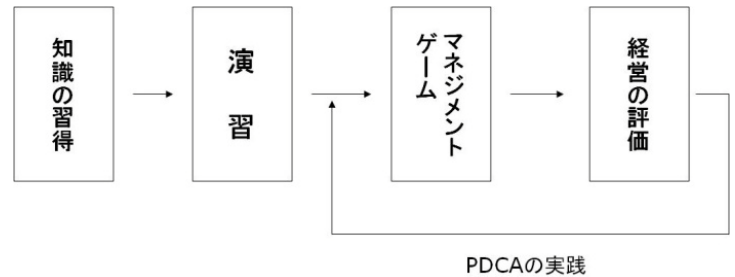 知識の習得
演習
マネジメント
ゲーム
経営の評価
PDCAの実践